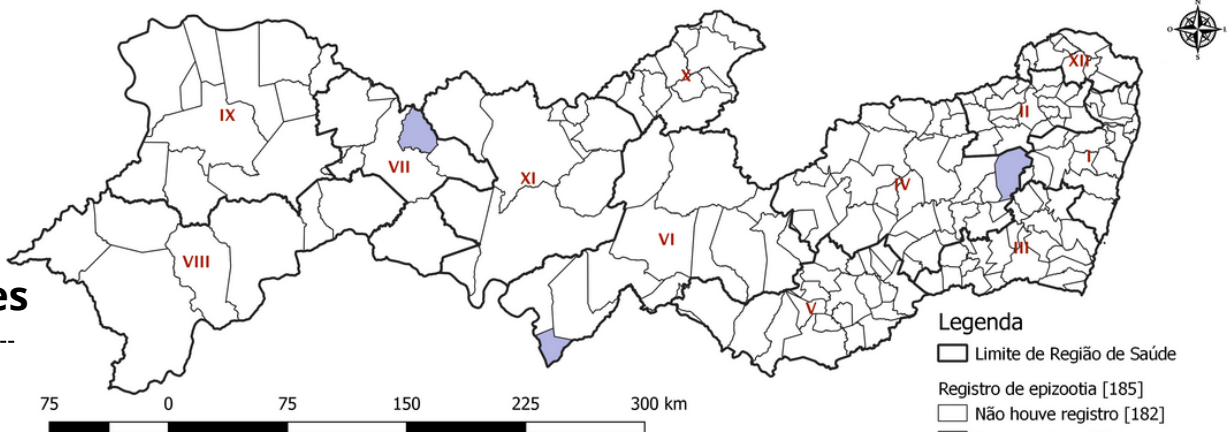 N
O
L
S
X
XII
IX
II
VII
I
XI
IV
VI
III
VIII
V
es
--
Legenda
Limite de Região de Saúde
Registro de epizootia [185]
Não houve registro [182]
75 0 75 150 225 300 km